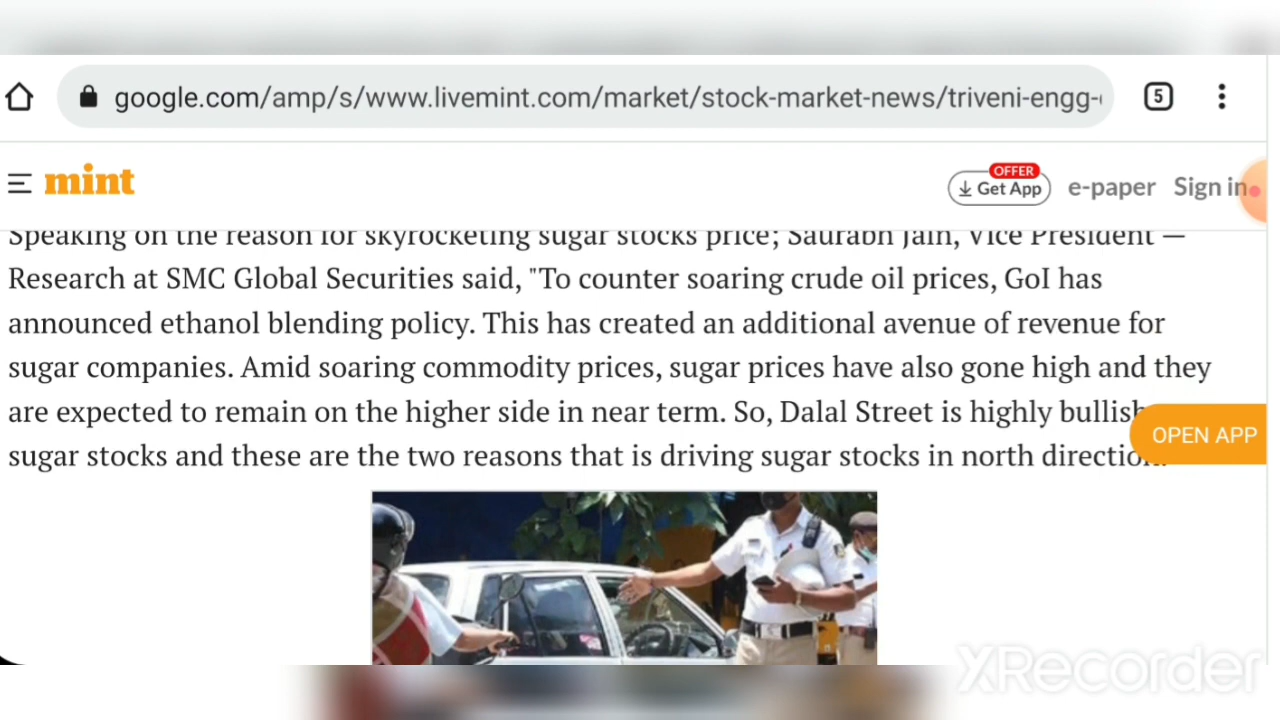 google.com/amp/s/www.livemint.com/market/stock-market-news/triveni-engg-
5
mint
OFFER
Get App
e-paper
Sign in
Speaking on the reason for skyrocketing sugar stocks price; Saurabh Jain, Vice President —
Research at SMC Global Securities said, "To counter soaring crude oil prices, GoI has
announced ethanol blending policy. This has created an additional avenue of revenue for
sugar companies. Amid soaring commodity prices, sugar prices have also gone high and they
are expected to remain on the higher side in near term. So, Dalal Street is highly bullish
OPEN APP
sugar stocks and these are the two reasons that is driving sugar stocks in north direction.
XRecorder